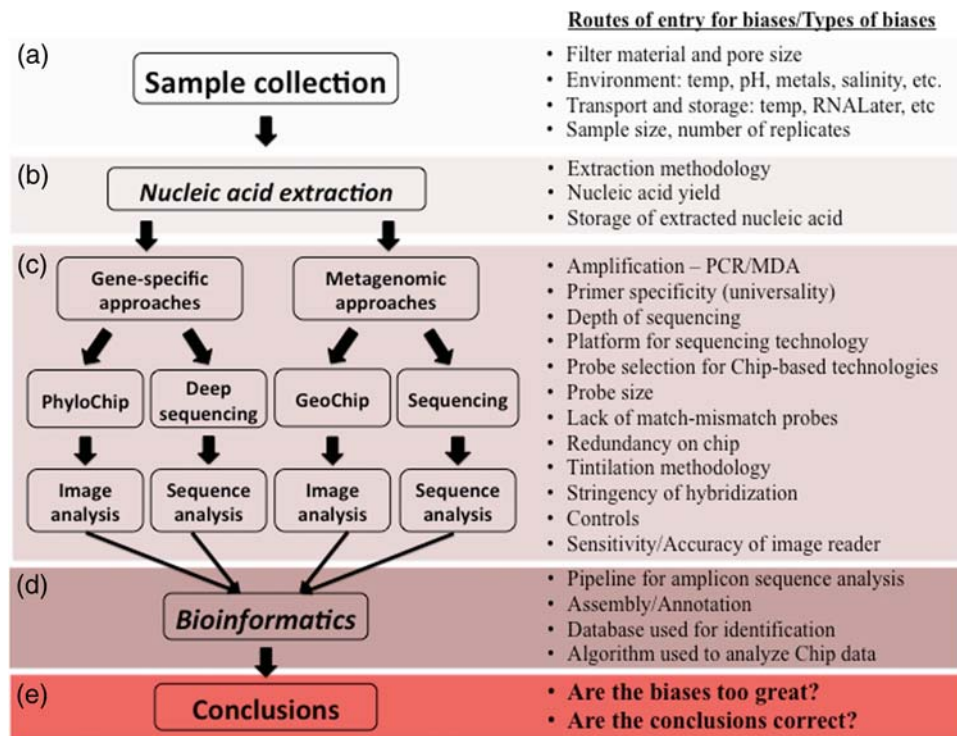 Routes of entry for biases/Types of biases
(a)
Sample collection
• Filter material and pore size
• Environment: temp, pH, metals, salinity, etc.
• Transport and storage: temp, RNALater, etc
• Sample size, number of replicates
(b)
Nucleic acid extraction
• Extraction methodology
• Nucleic acid yield
• Storage of extracted nucleic acid
(c)
Gene-specific
approaches
Metagenomic
approaches
PhyloChip
Deep
sequencing
GeoChip
Sequencing
Image
analysis
Sequence
analysis
Image
analysis
Sequence
analysis
• Amplification – PCR/MDA
• Primer specificity (universality)
• Depth of sequencing
• Platform for sequencing technology
• Probe selection for Chip-based technologies
• Probe size
• Lack of match-mismatch probes
• Redundancy on chip
• Tintilation methodology
• Stringency of hybridization
• Controls
• Sensitivity/Accuracy of image reader
(d)
Bioinformatics
• Pipeline for amplicon sequence analysis
• Assembly/Annotation
• Database used for identification
• Algorithm used to analyze Chip data
(e)
Conclusions
• Are the biases too great?
• Are the conclusions correct?